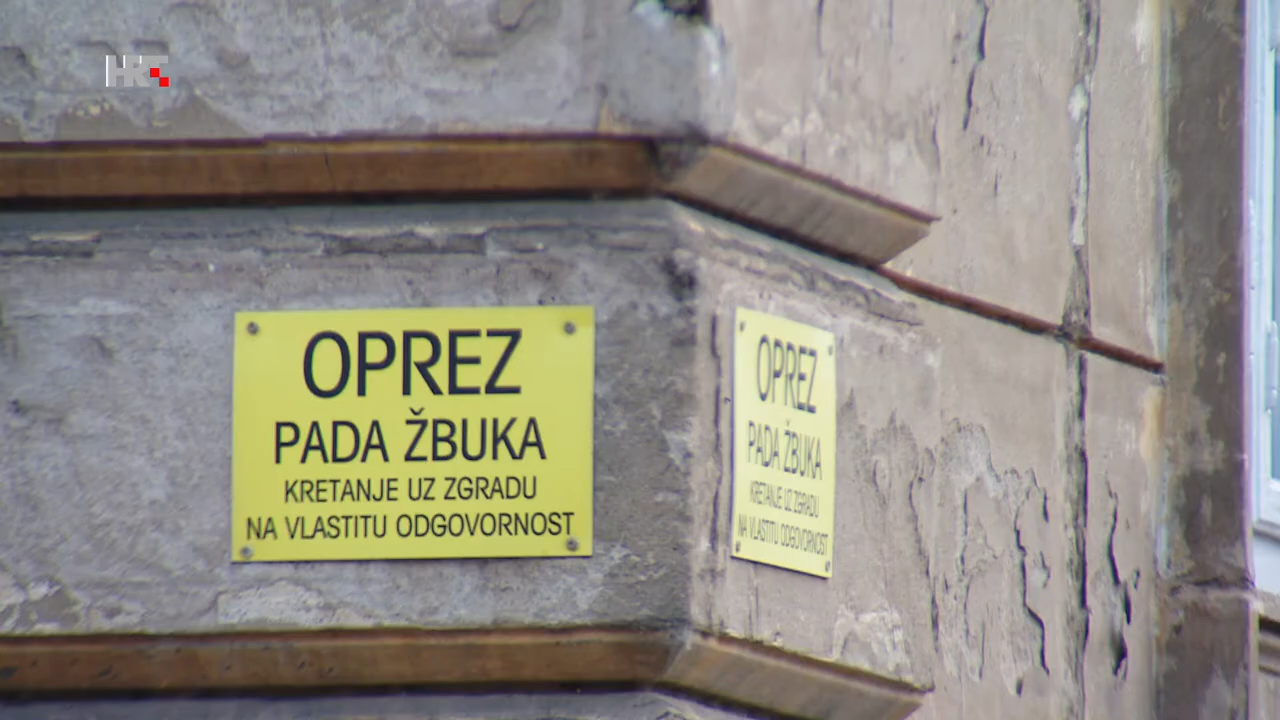 HRT
OPREZ
PADA ŽBUKA
KRETANJE UZ ZGRADU
NA VLASTITU ODGOVORNOST
OPREZ
PADA ŽBUKA
KRETANJE UZ ZGRADU
NA VLASTITU ODGOVORNOST